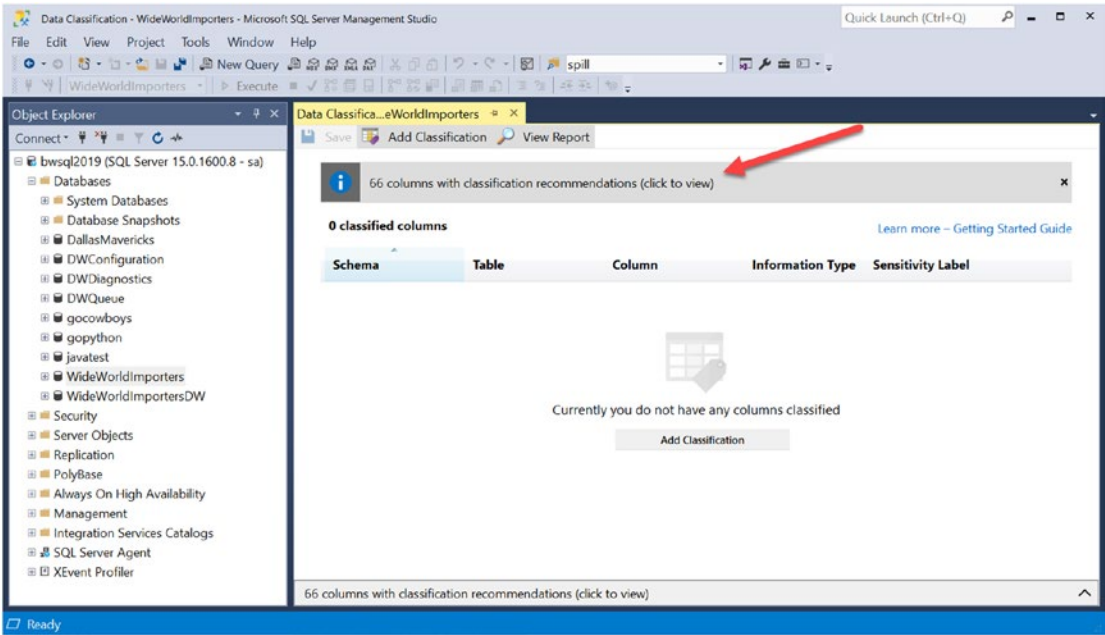 Data Classification - WideWorldImporters - Microsoft SQL Server Management Studio
Quick Launch (Ctrl+Q)
File Edit View Project Tools Window Help
New Query spill
WideWorldImporters Execute
Object Explorer
Connect
bwsql2019 (SQL Server 15.0.1600.8 - sa)
Databases
System Databases
Database Snapshots
DallasMavericks
DWConfiguration
DWDiagnostics
DWQueue
gocowboys
gopython
javatest
WideWorldImporters
WideWorldImportersDW
Security
Server Objects
Replication
PolyBase
Always On High Availability
Management
Integration Services Catalogs
SQL Server Agent
XEvent Profiler
Data Classifica...eWorldImporters
Save Add Classification View Report
66 columns with classification recommendations (click to view)
0 classified columns
Learn more – Getting Started Guide
Schema Table Column Information Type Sensitivity Label
Currently you do not have any columns classified
Add Classification
66 columns with classification recommendations (click to view)
Ready